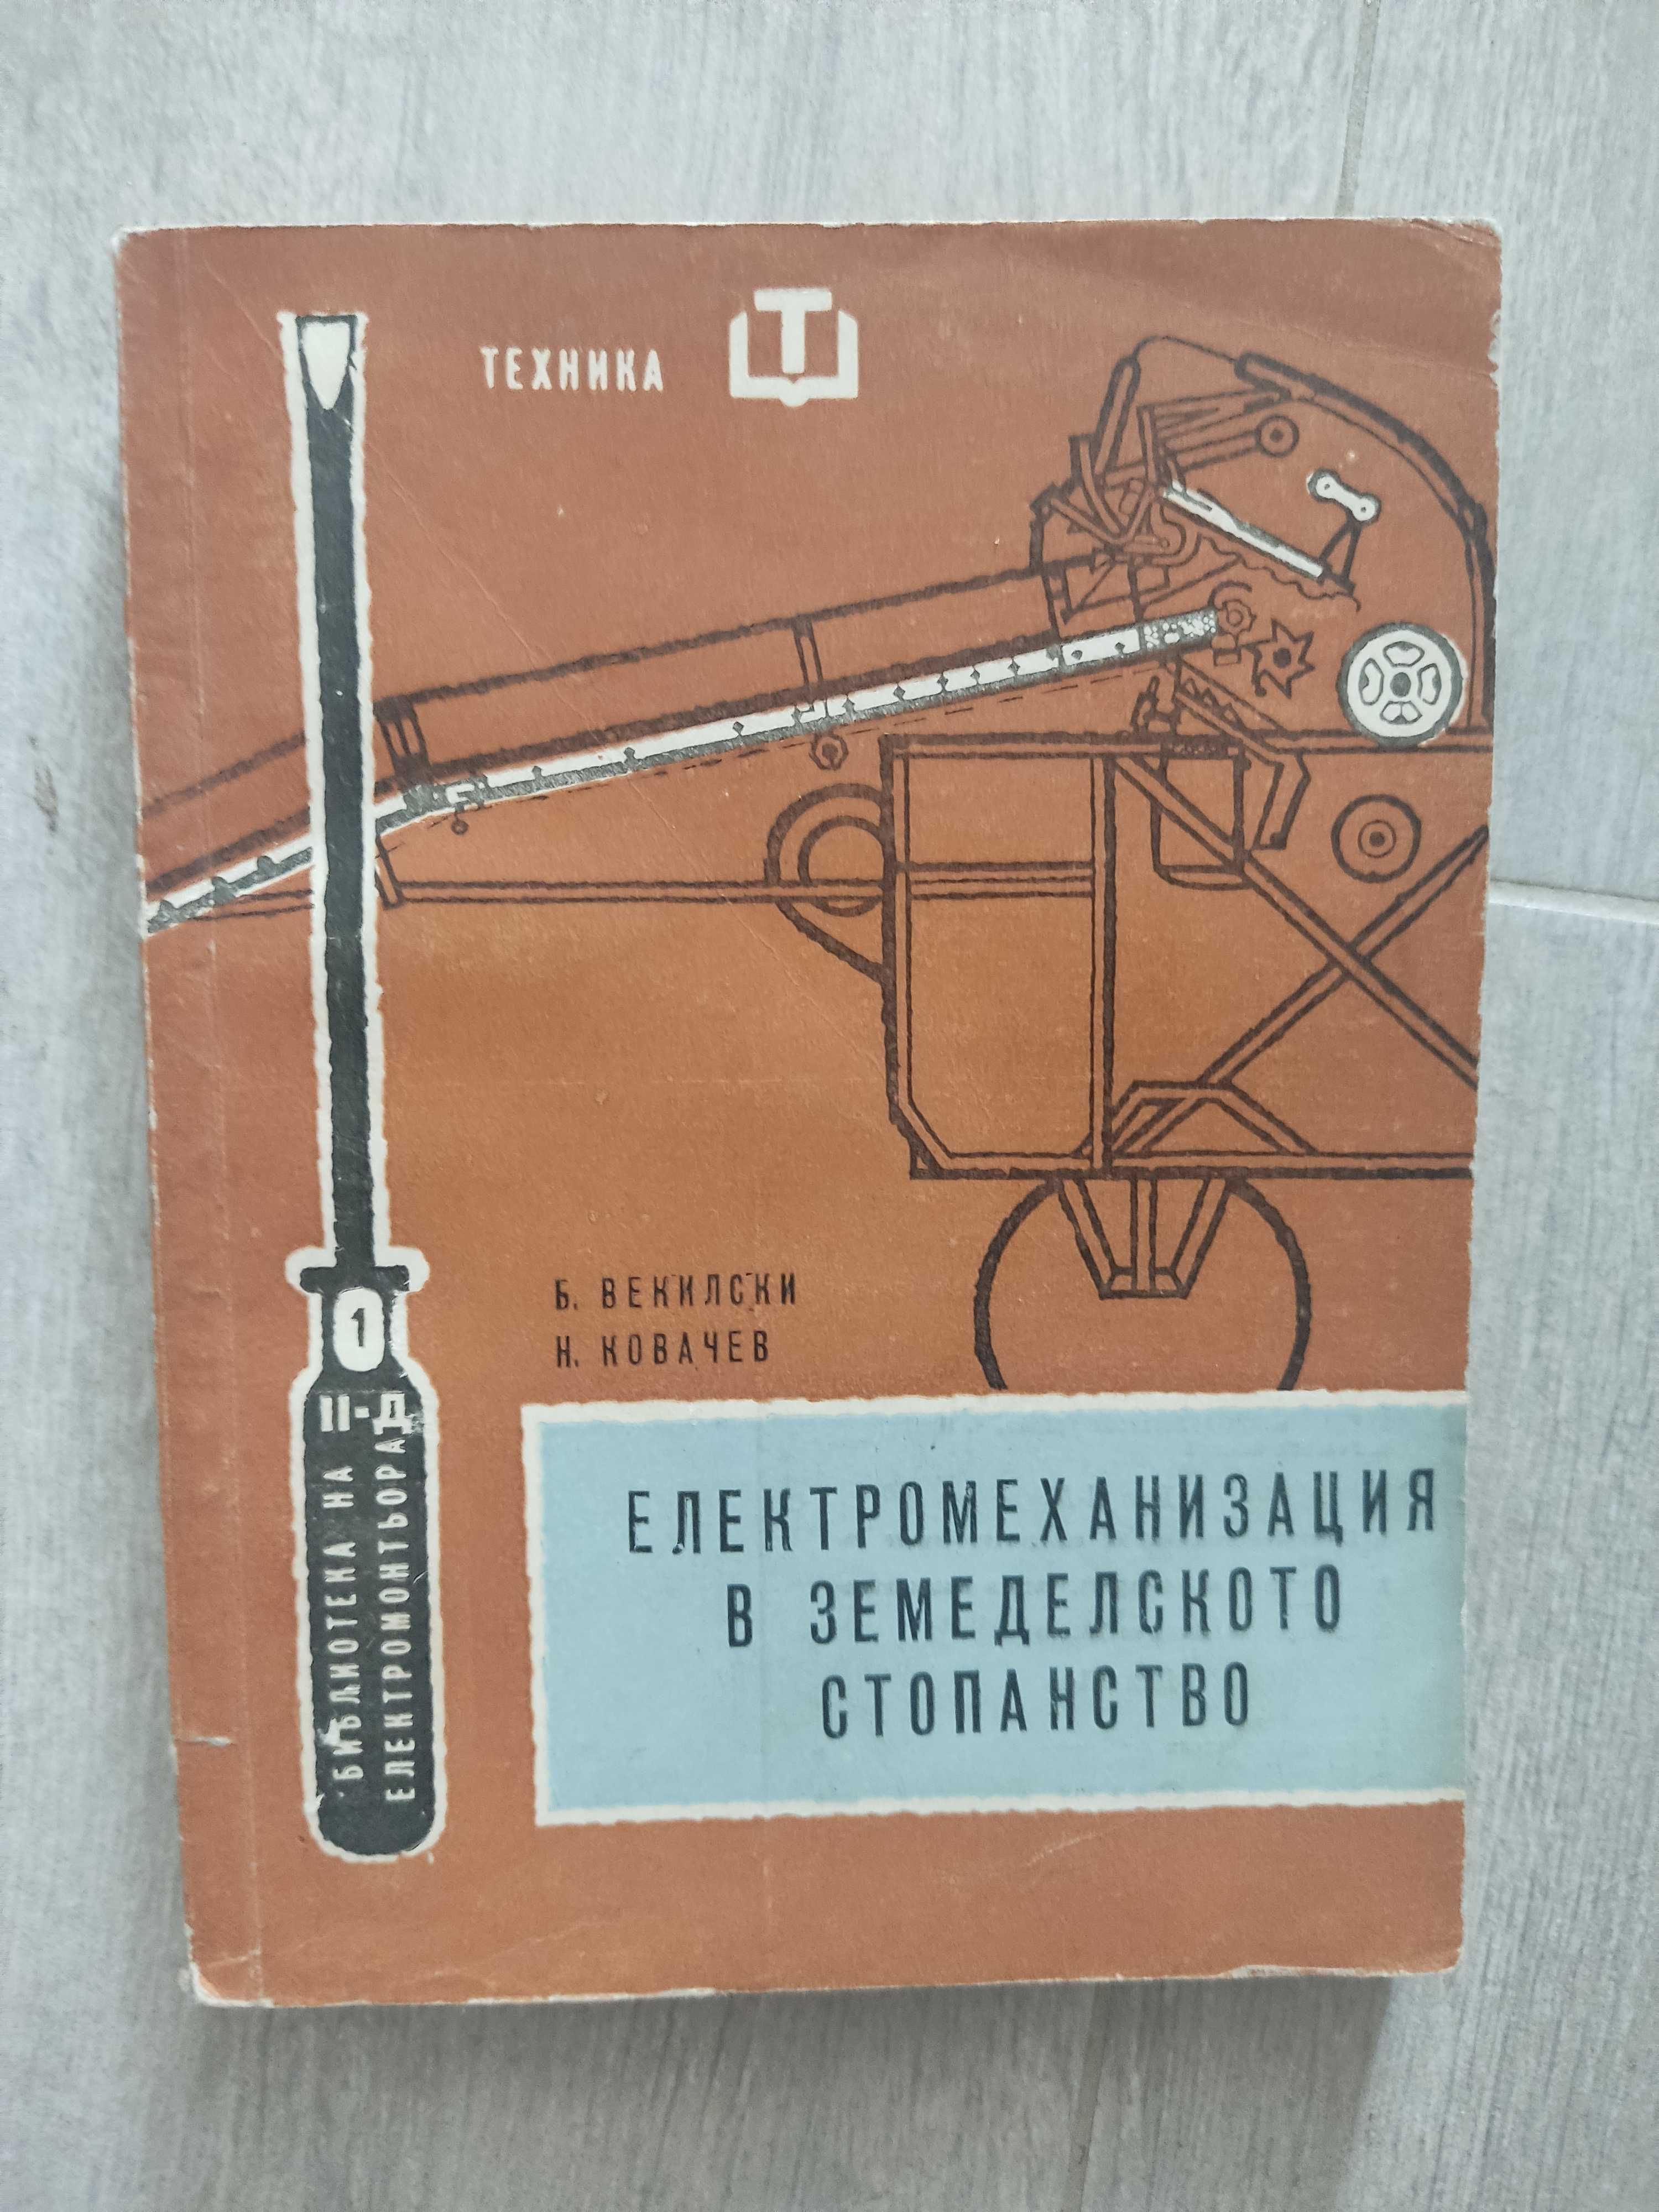 ТЕХНИКА
Т
Б. ВЕКИЛСКИ
Н. КОВАЧЕВ
1
II-Д
БИБЛИОТЕКА НА
ЕЛЕКТРОМОНТЬОРА
ЕЛЕКТРОМЕХАНИЗАЦИЯ
В ЗЕМЕДЕЛСКОТО
СТОПАНСТВО